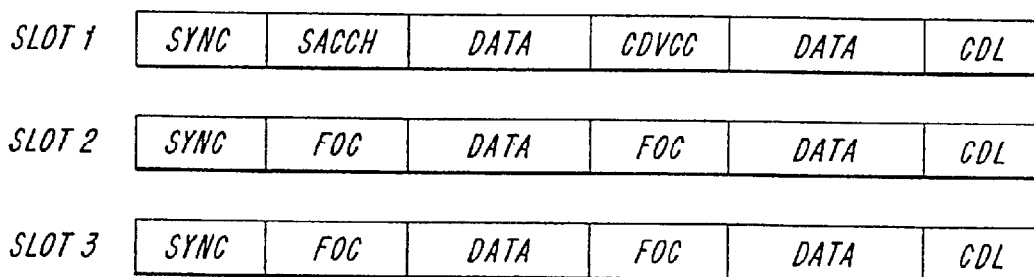 SLOT 1 SYNC SACCH DATA CDVCC DATA CDL
SLOT 2 SYNC FOC DATA FOC DATA CDL
SLOT 3 SYNC FOC DATA FOC DATA CDL